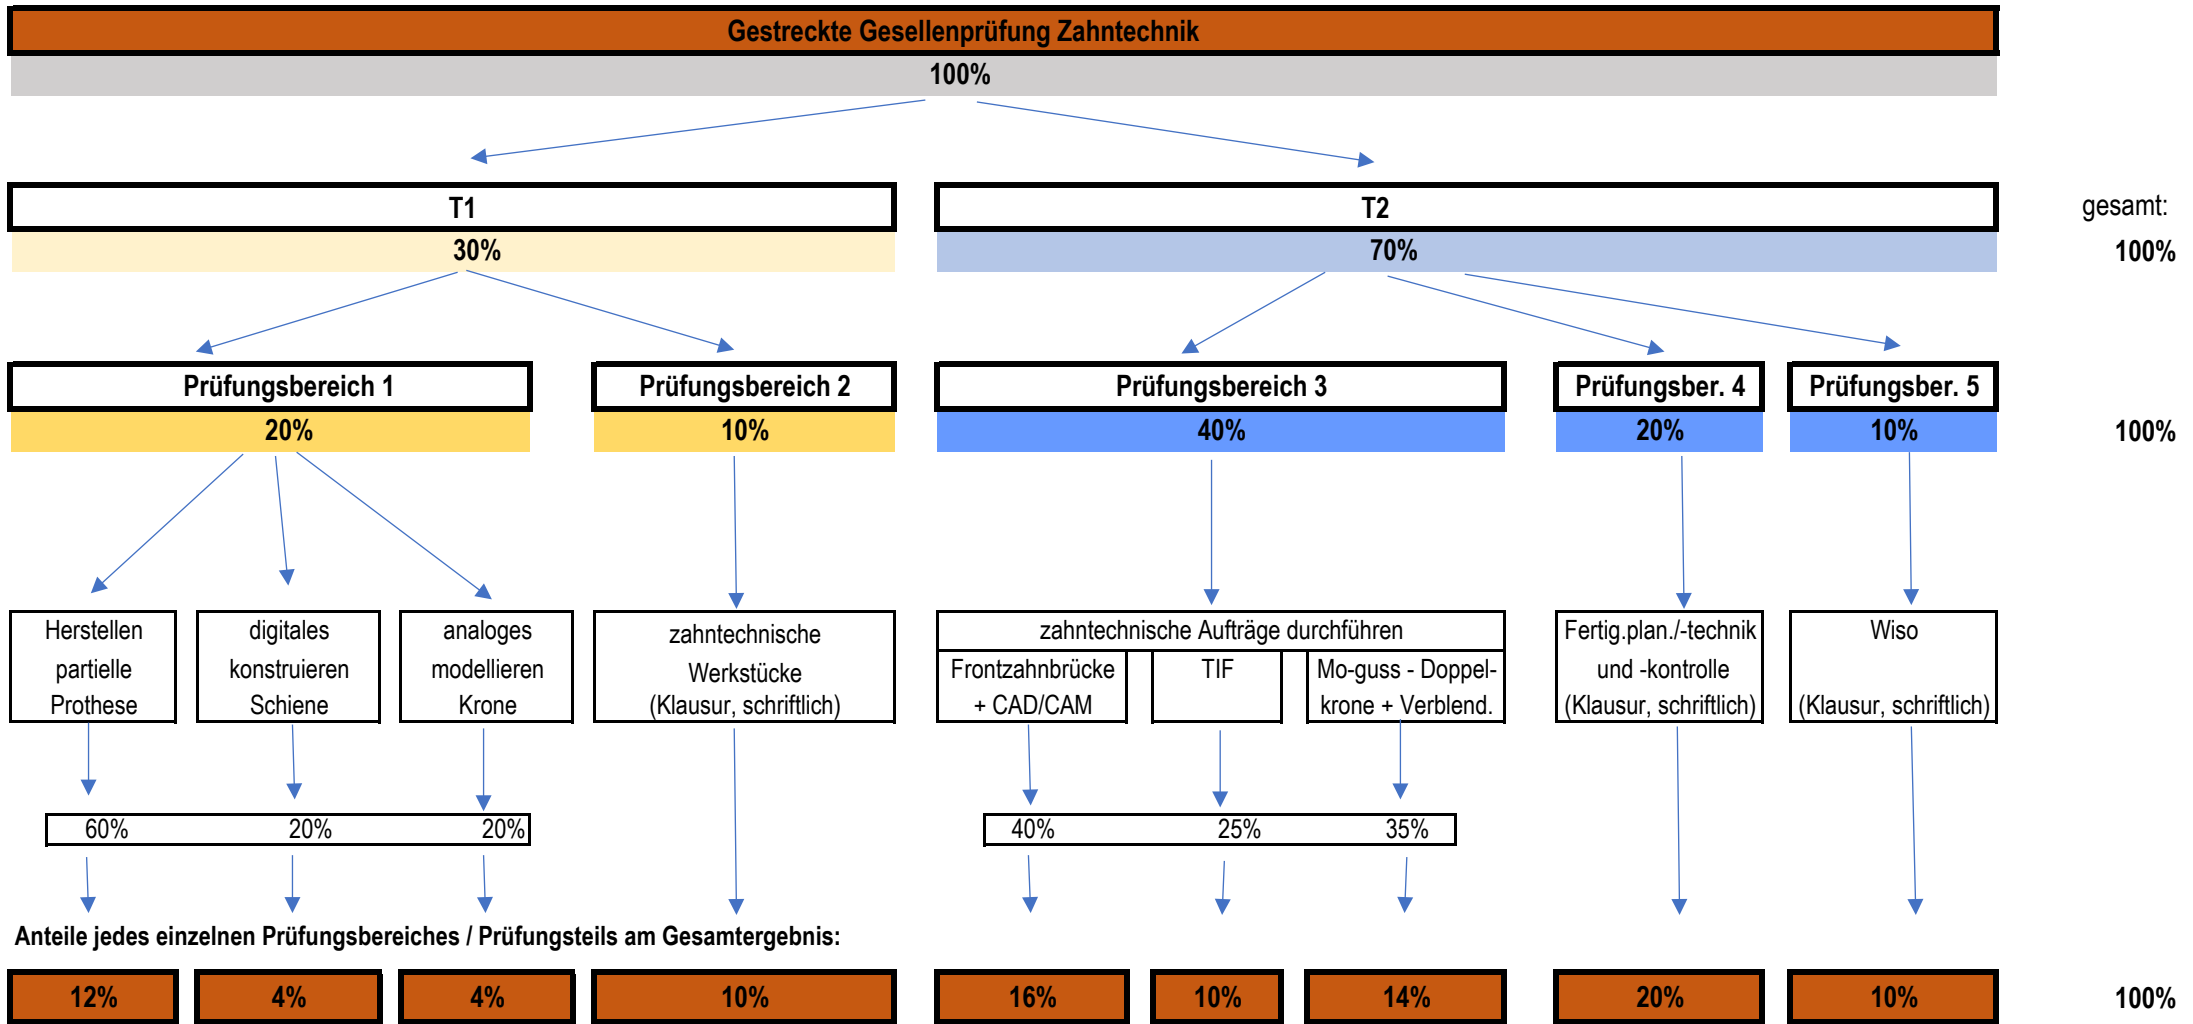 Gestreckte Gesellenprüfung Zahntechnik
100%
T1
T2
gesamt:
30%
70%
100%
Prüfungsbereich 1
Prüfungsbereich 2
Prüfungsbereich 3
Prüfungsber. 4
Prüfungsber. 5
20%
10%
40%
20%
10%
100%
Herstellen
partielle
Prothese
digitales
konstruieren
Schiene
analoges
modellieren
Krone
zahntechnische
Werkstücke
(Klausur, schriftlich)
zahntechnische Aufträge durchführen
Frontzahnbrücke
+ CAD/CAM
TIF
Mo-guss - Doppel-
krone + Verblend.
Fertig.plan./-technik
und -kontrolle
(Klausur, schriftlich)
Wiso
(Klausur, schriftlich)
60%
20%
20%
40%
25%
35%
Anteile jedes einzelnen Prüfungsbereiches / Prüfungsteils am Gesamtergebnis:
12%
4%
4%
10%
16%
10%
14%
20%
10%
100%